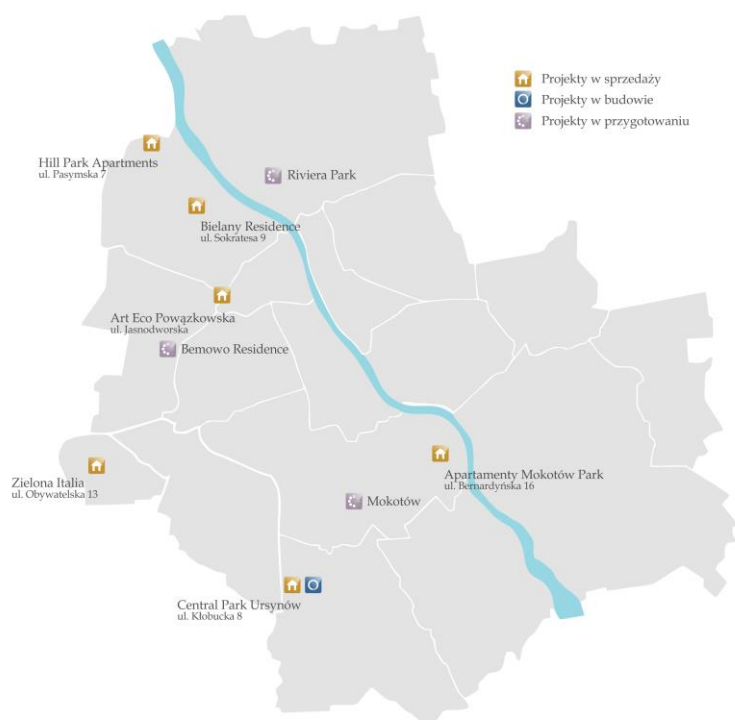 Projekty w sprzedaży
Projekty w budowie
Projekty w przygotowaniu
Hill Park Apartments
ul. Pasymska 7
Riviera Park
Bielany Residence
ul. Sokratesa 9
Art Eco Powązkowska
ul. Jasnodworska
Bemowo Residence
Zielona Italia
ul. Obywatelska 13
Apartamenty Mokotów Park
ul. Bernardyńska 16
Mokotów
Central Park Ursynów
ul. Kłobucka 8